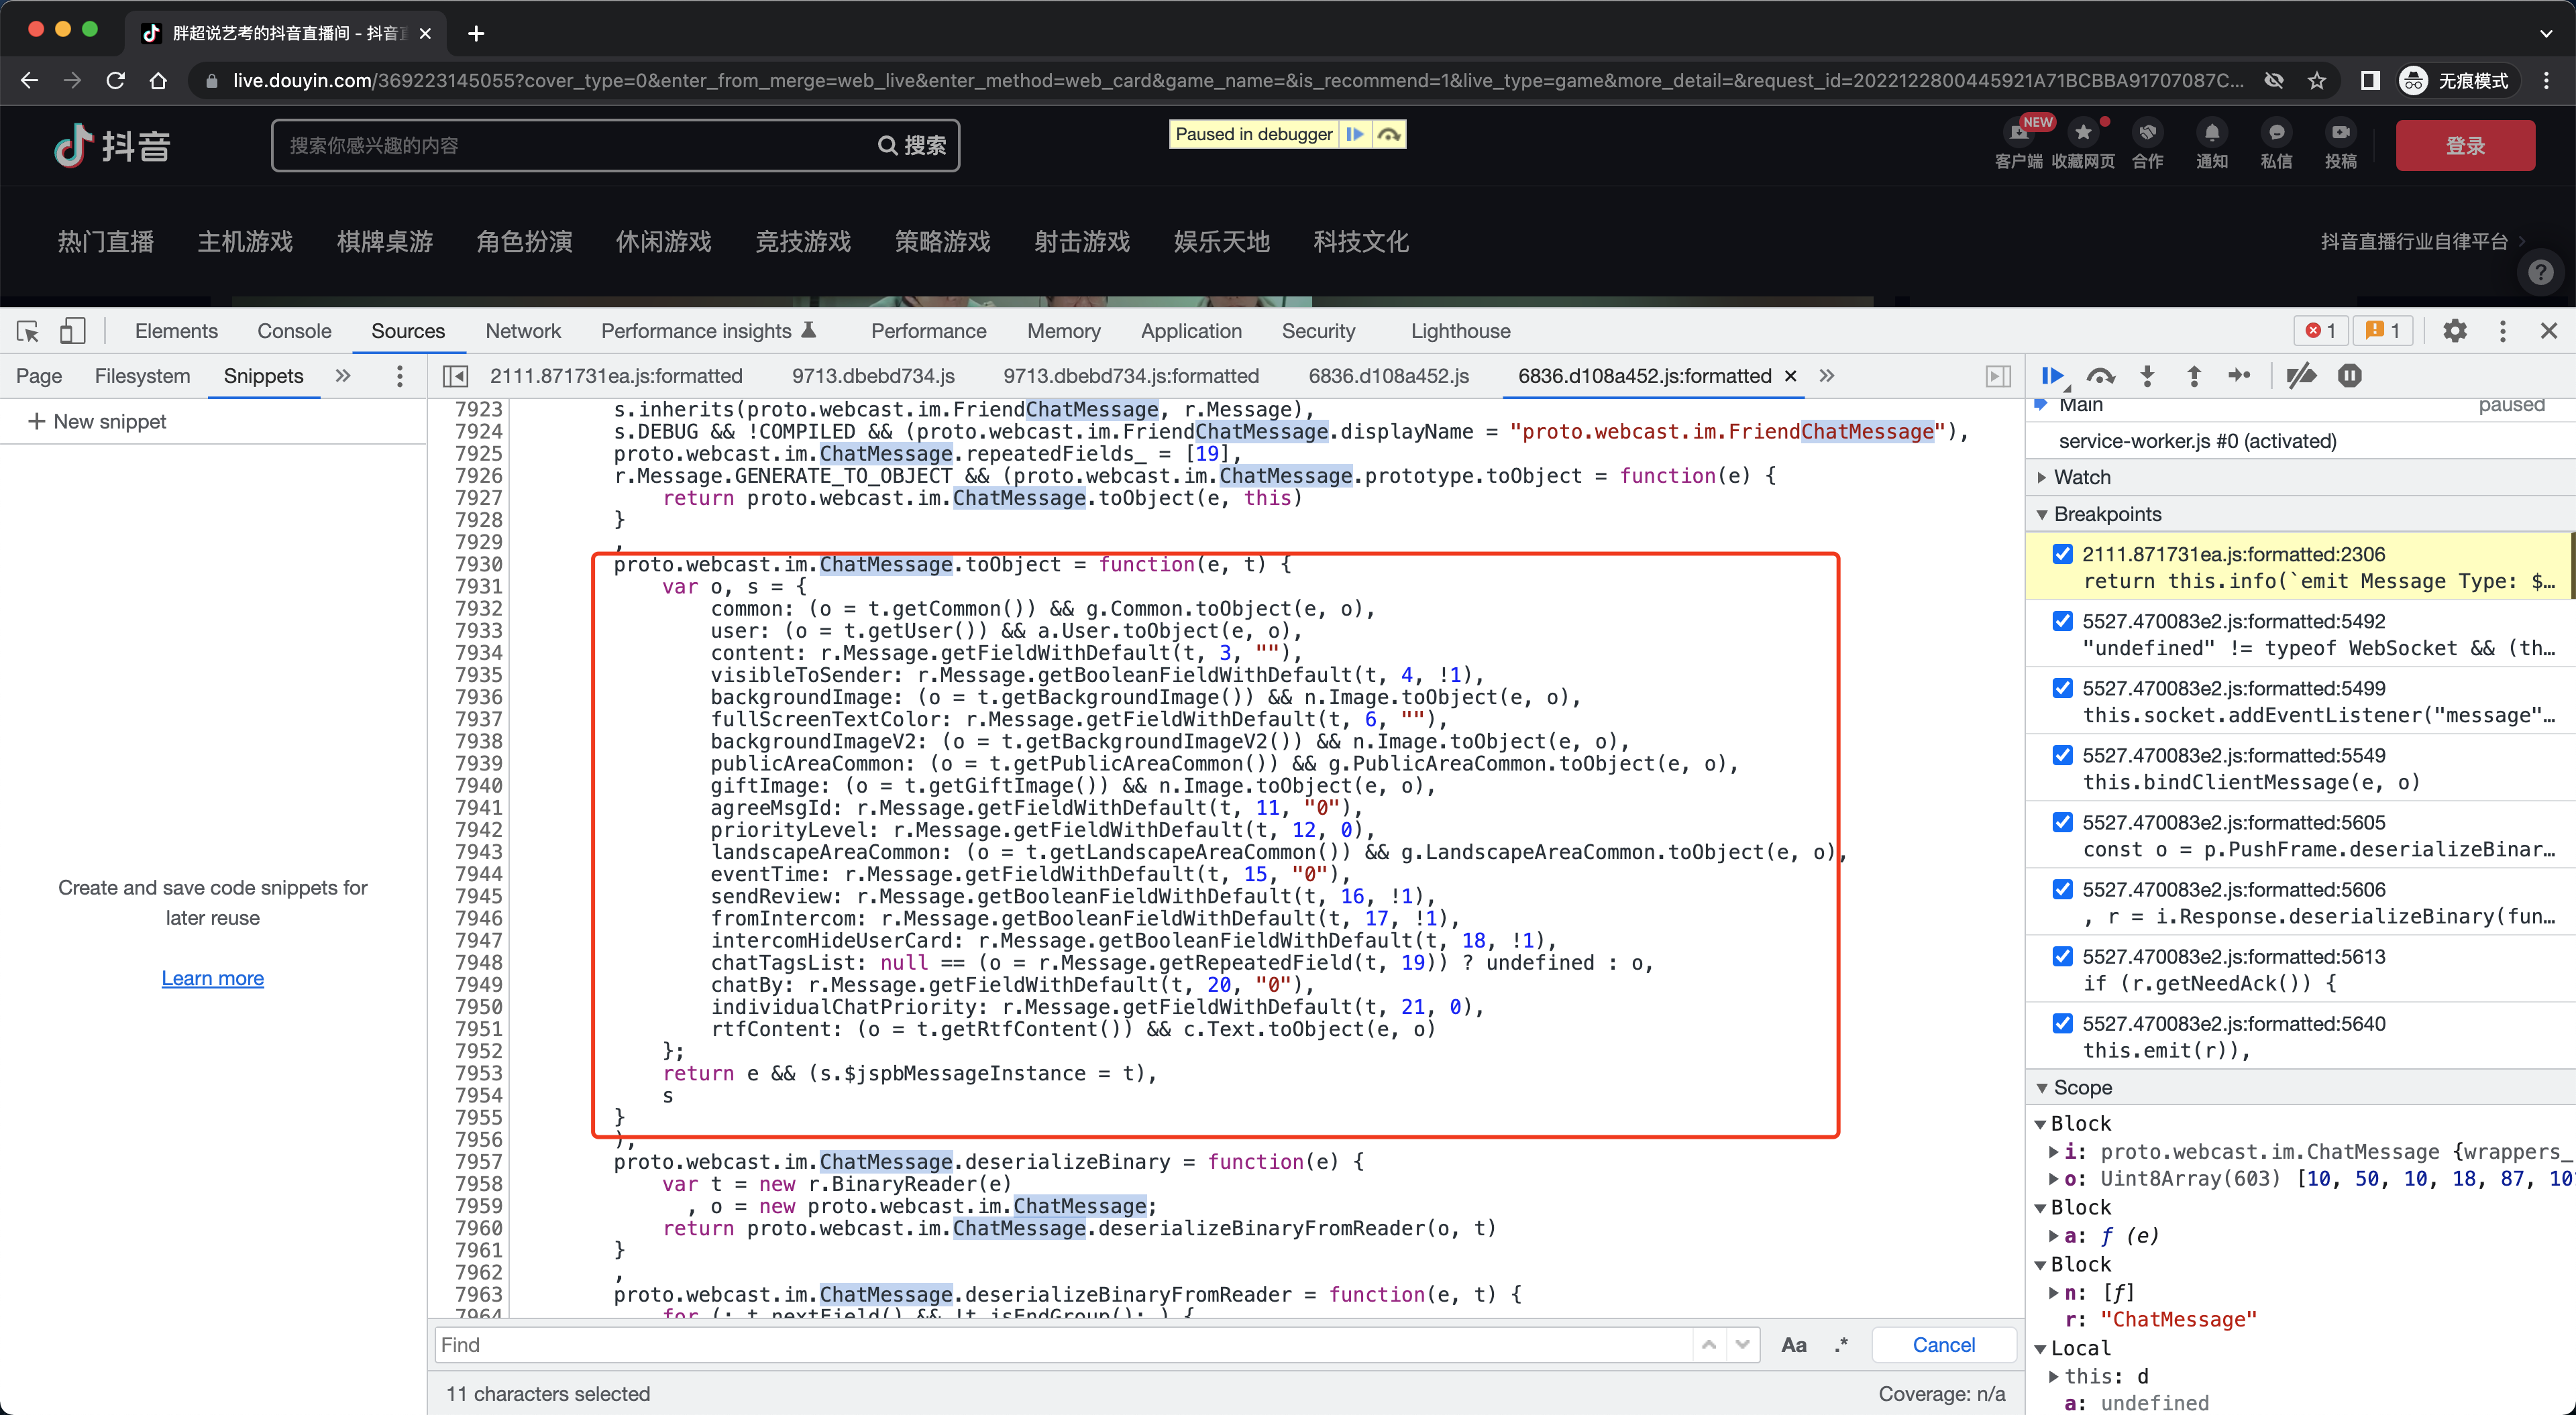 胖超说艺考的抖音直播间 - 抖音直
live.douyin.com/369223145055?cover_type=0&enter_from_merge=web_live&enter_method=web_card&game_name=&is_recommend=1&live_type=game&more_detail=&request_id=2022122800445921A71BCBBA91707087C...
无痕模式
抖音
搜索你感兴趣的内容
搜索
Paused in debugger
NEW
客户端 收藏网页 合作 通知 私信 投稿
登录
热门直播 主机游戏 棋牌桌游 角色扮演 休闲游戏 竞技游戏 策略游戏 射击游戏 娱乐天地 科技文化
抖音直播行业自律平台
Elements Console Sources Network Performance insights Performance Memory Application Security Lighthouse
1 1
Page Filesystem Snippets
2111.871731ea.js:formatted 9713.dbebd734.js 9713.dbebd734.js:formatted 6836.d108a452.js 6836.d108a452.js:formatted
+ New snippet
Create and save code snippets for
later reuse
Learn more
7923 s.inherits(proto.webcast.im.FriendChatMessage, r.Message),
7924 s.DEBUG && !COMPILED && (proto.webcast.im.FriendChatMessage.displayName = "proto.webcast.im.FriendChatMessage"),
7925 proto.webcast.im.ChatMessage.repeatedFields_ = [19],
7926 r.Message.GENERATE_TO_OBJECT && (proto.webcast.im.ChatMessage.prototype.toObject = function(e) {
7927 return proto.webcast.im.ChatMessage.toObject(e, this)
7928 }
7929 ,
7930 proto.webcast.im.ChatMessage.toObject = function(e, t) {
7931 var o, s = {
7932 common: (o = t.getCommon()) && g.Common.toObject(e, o),
7933 user: (o = t.getUser()) && a.User.toObject(e, o),
7934 content: r.Message.getFieldWithDefault(t, 3, ""),
7935 visibleToSender: r.Message.getBooleanFieldWithDefault(t, 4, !1),
7936 backgroundImage: (o = t.getBackgroundImage()) && n.Image.toObject(e, o),
7937 fullScreenTextColor: r.Message.getFieldWithDefault(t, 6, ""),
7938 backgroundImageV2: (o = t.getBackgroundImageV2()) && n.Image.toObject(e, o),
7939 publicAreaCommon: (o = t.getPublicAreaCommon()) && g.PublicAreaCommon.toObject(e, o),
7940 giftImage: (o = t.getGiftImage()) && n.Image.toObject(e, o),
7941 agreeMsgId: r.Message.getFieldWithDefault(t, 11, "0"),
7942 priorityLevel: r.Message.getFieldWithDefault(t, 12, 0),
7943 landscapeAreaCommon: (o = t.getLandscapeAreaCommon()) && g.LandscapeAreaCommon.toObject(e, o),
7944 eventTime: r.Message.getFieldWithDefault(t, 15, "0"),
7945 sendReview: r.Message.getBooleanFieldWithDefault(t, 16, !1),
7946 fromIntercom: r.Message.getBooleanFieldWithDefault(t, 17, !1),
7947 intercomHideUserCard: r.Message.getBooleanFieldWithDefault(t, 18, !1),
7948 chatTagsList: null == (o = r.Message.getRepeatedField(t, 19)) ? undefined : o,
7949 chatBy: r.Message.getFieldWithDefault(t, 20, "0"),
7950 individualChatPriority: r.Message.getFieldWithDefault(t, 21, 0),
7951 rtfContent: (o = t.getRtfContent()) && c.Text.toObject(e, o)
7952 };
7953 return e && (s.$jspbMessageInstance = t),
7954 s
7955 }
7956 ),
7957 proto.webcast.im.ChatMessage.deserializeBinary = function(e) {
7958 var t = new r.BinaryReader(e)
7959 , o = new proto.webcast.im.ChatMessage;
7960 return proto.webcast.im.ChatMessage.deserializeBinaryFromReader(o, t)
7961 }
7962 ,
7963 proto.webcast.im.ChatMessage.deserializeBinaryFromReader = function(e, t) {
7964 for (; t.nextField() && !t.isEndGroup(); ) {
Find
Aa .* Cancel
11 characters selected
Coverage: n/a
Main paused
service-worker.js #0 (activated)
Watch
Breakpoints
2111.871731ea.js:formatted:2306
return this.info(`emit Message Type: $…
5527.470083e2.js:formatted:5492
"undefined" != typeof WebSocket && (th…
5527.470083e2.js:formatted:5499
this.socket.addEventListener("message"…
5527.470083e2.js:formatted:5549
this.bindClientMessage(e, o)
5527.470083e2.js:formatted:5605
const o = p.PushFrame.deserializeBinar…
5527.470083e2.js:formatted:5606
, r = i.Response.deserializeBinary(fun…
5527.470083e2.js:formatted:5613
if (r.getNeedAck()) {
5527.470083e2.js:formatted:5640
this.emit(r)),
Scope
Block
i: proto.webcast.im.ChatMessage {wrappers_
o: Uint8Array(603) [10, 50, 10, 18, 87, 10
Block
a: ƒ (e)
Block
n: [ƒ]
r: "ChatMessage"
Local
this: d
a: undefined